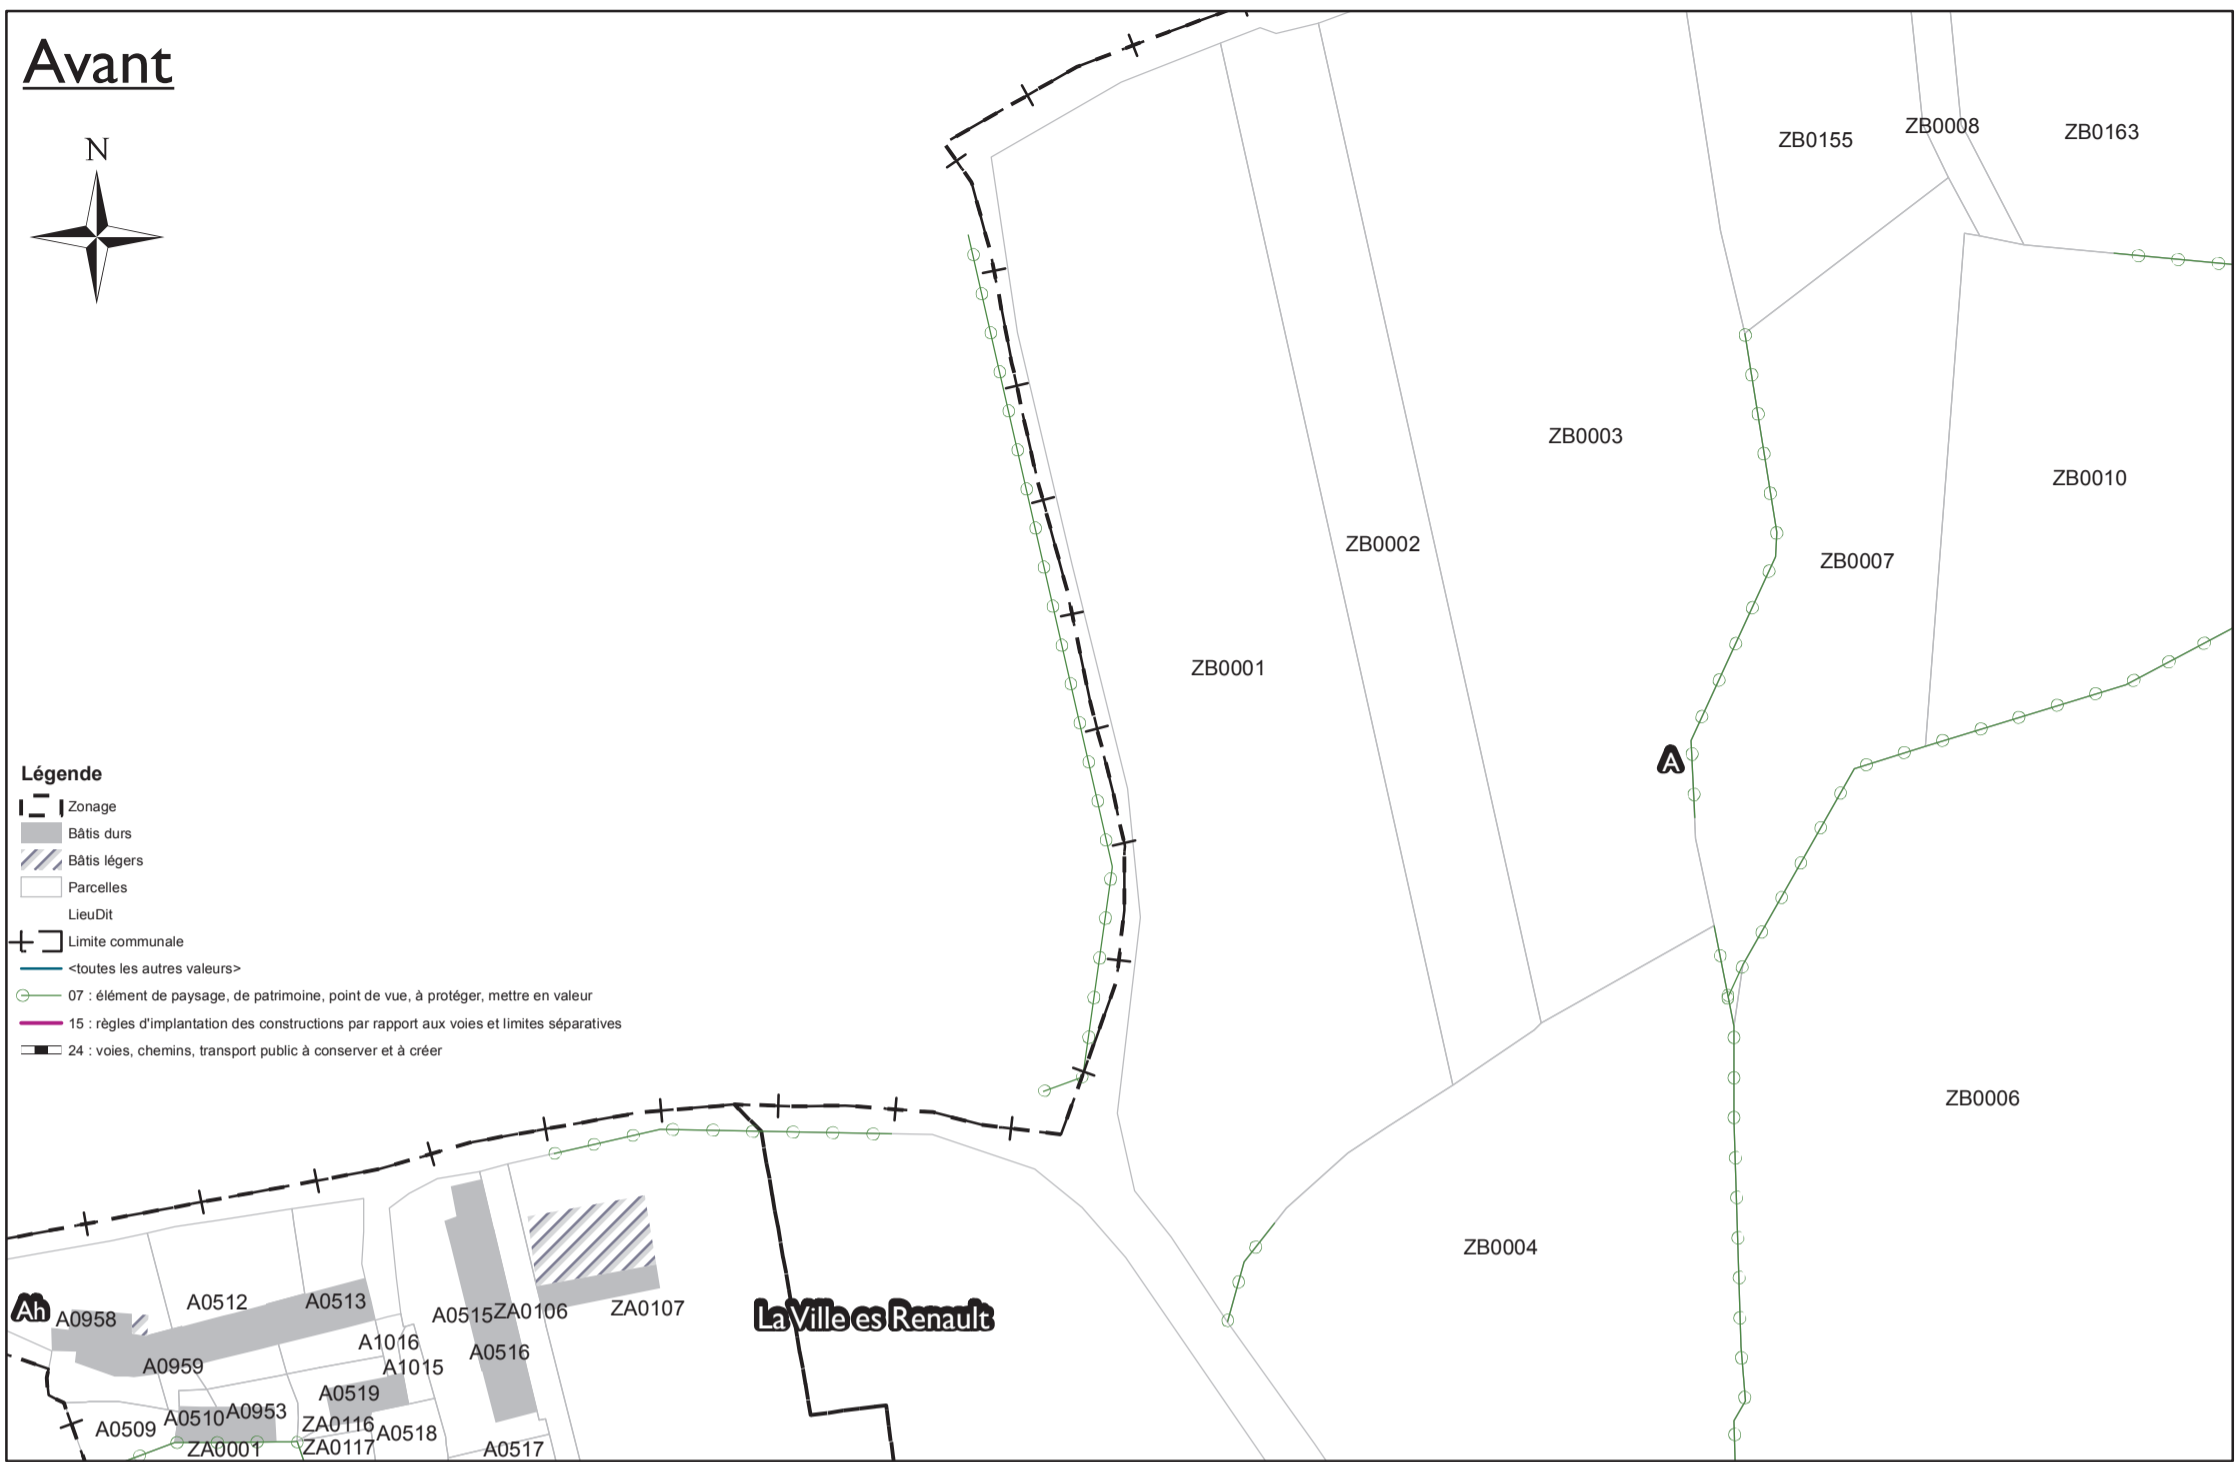 Avant
N
ZB0155
ZB0008
ZB0163
ZB0003
ZB0010
ZB0002
ZB0007
ZB0001
A
Légende
Zonage
Bâtis durs
Bâtis légers
Parcelles
LieuDit
Limite communale
<toutes les autres valeurs>
07 : élément de paysage, de patrimoine, point de vue, à protéger, mettre en valeur
15 : règles d'implantation des constructions par rapport aux voies et limites séparatives
24 : voies, chemins, transport public à conserver et à créer
ZB0006
ZB0004
Ah
A0958
A0512
A0513
A0515
ZA0106
ZA0107
La Ville es Renault
A1016
A0516
A0959
A1015
A0519
A0509
A0510
A0953
ZA0116
A0518
ZA0001
ZA0117
A0517